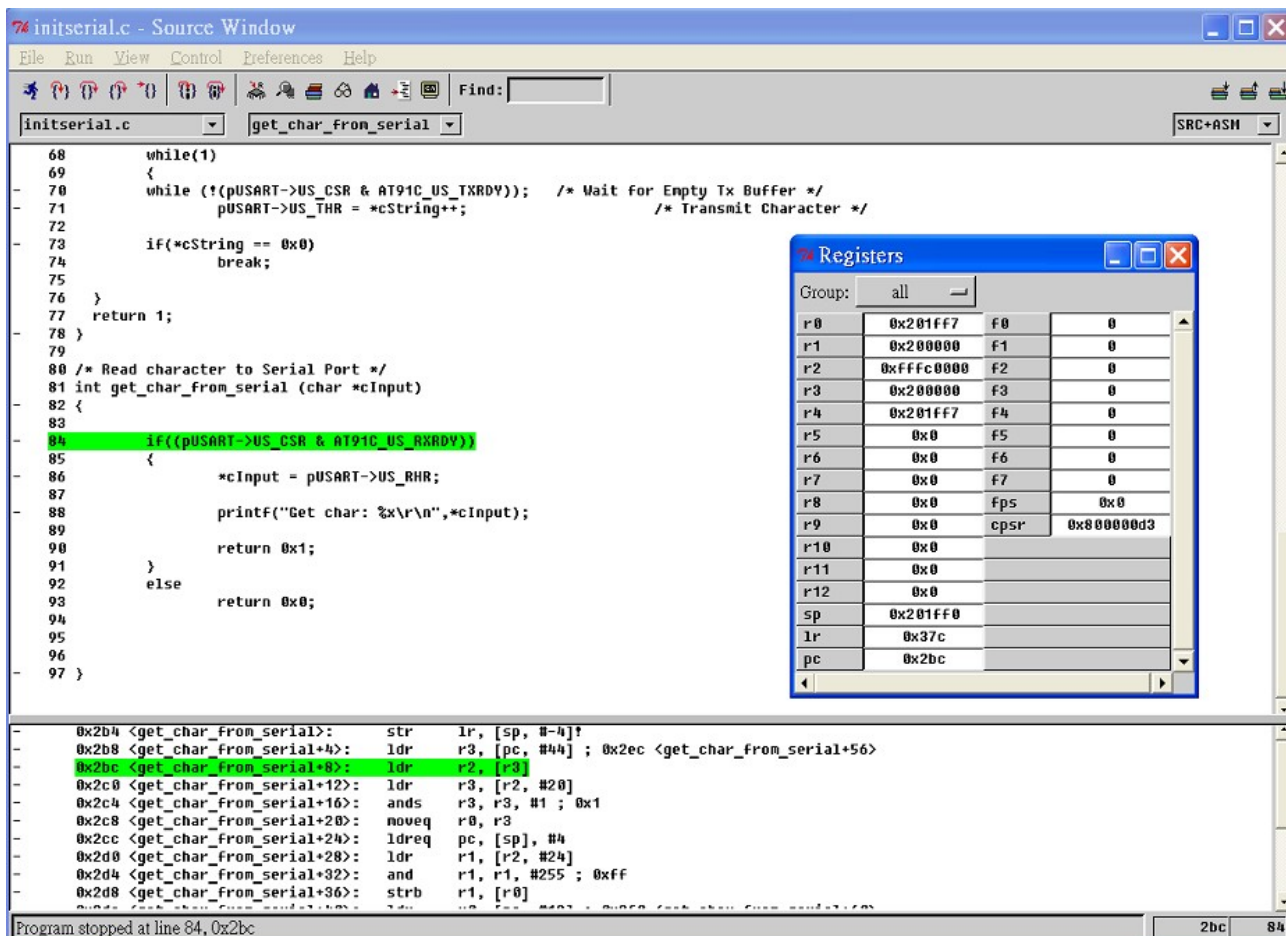 initserial.c - Source Window
File Run View Control Preferences Help
Find:
initserial.c get_char_from_serial SRC+ASM
68 while(1)
69 {
- 70 while (!(pUSART->US_CSR & AT91C_US_TXRDY)); /* Wait for Empty Tx Buffer */
- 71 pUSART->US_THR = *cString++; /* Transmit Character */
72
- 73 if(*cString == 0x0)
74 break;
75
76 }
77 return 1;
- 78 }
79
80 /* Read character to Serial Port */
81 int get_char_from_serial (char *cInput)
- 82 {
83
- 84 if((pUSART->US_CSR & AT91C_US_RXRDY))
85 {
- 86 *cInput = pUSART->US_RHR;
87
- 88 printf("Get char: %x\r\n",*cInput);
89
90 return 0x1;
91 }
92 else
93 return 0x0;
94
95
96
- 97 }
Registers
Group: all
r0 0x201ff7 f0 0
r1 0x200000 f1 0
r2 0xfffc0000 f2 0
r3 0x200000 f3 0
r4 0x201ff7 f4 0
r5 0x0 f5 0
r6 0x0 f6 0
r7 0x0 f7 0
r8 0x0 fps 0x0
r9 0x0 cpsr 0x800000d3
r10 0x0
r11 0x0
r12 0x0
sp 0x201ff0
lr 0x37c
pc 0x2bc
- 0x2b4 <get_char_from_serial>: str lr, [sp, #-4]!
- 0x2b8 <get_char_from_serial+4>: ldr r3, [pc, #44] ; 0x2ec <get_char_from_serial+56>
- 0x2bc <get_char_from_serial+8>: ldr r2, [r3]
- 0x2c0 <get_char_from_serial+12>: ldr r3, [r2, #20]
- 0x2c4 <get_char_from_serial+16>: ands r3, r3, #1 ; 0x1
- 0x2c8 <get_char_from_serial+20>: moveq r0, r3
- 0x2cc <get_char_from_serial+24>: ldreq pc, [sp], #4
- 0x2d0 <get_char_from_serial+28>: ldr r1, [r2, #24]
- 0x2d4 <get_char_from_serial+32>: and r1, r1, #255 ; 0xff
- 0x2d8 <get_char_from_serial+36>: strb r1, [r0]
Program stopped at line 84, 0x2bc 2bc 84